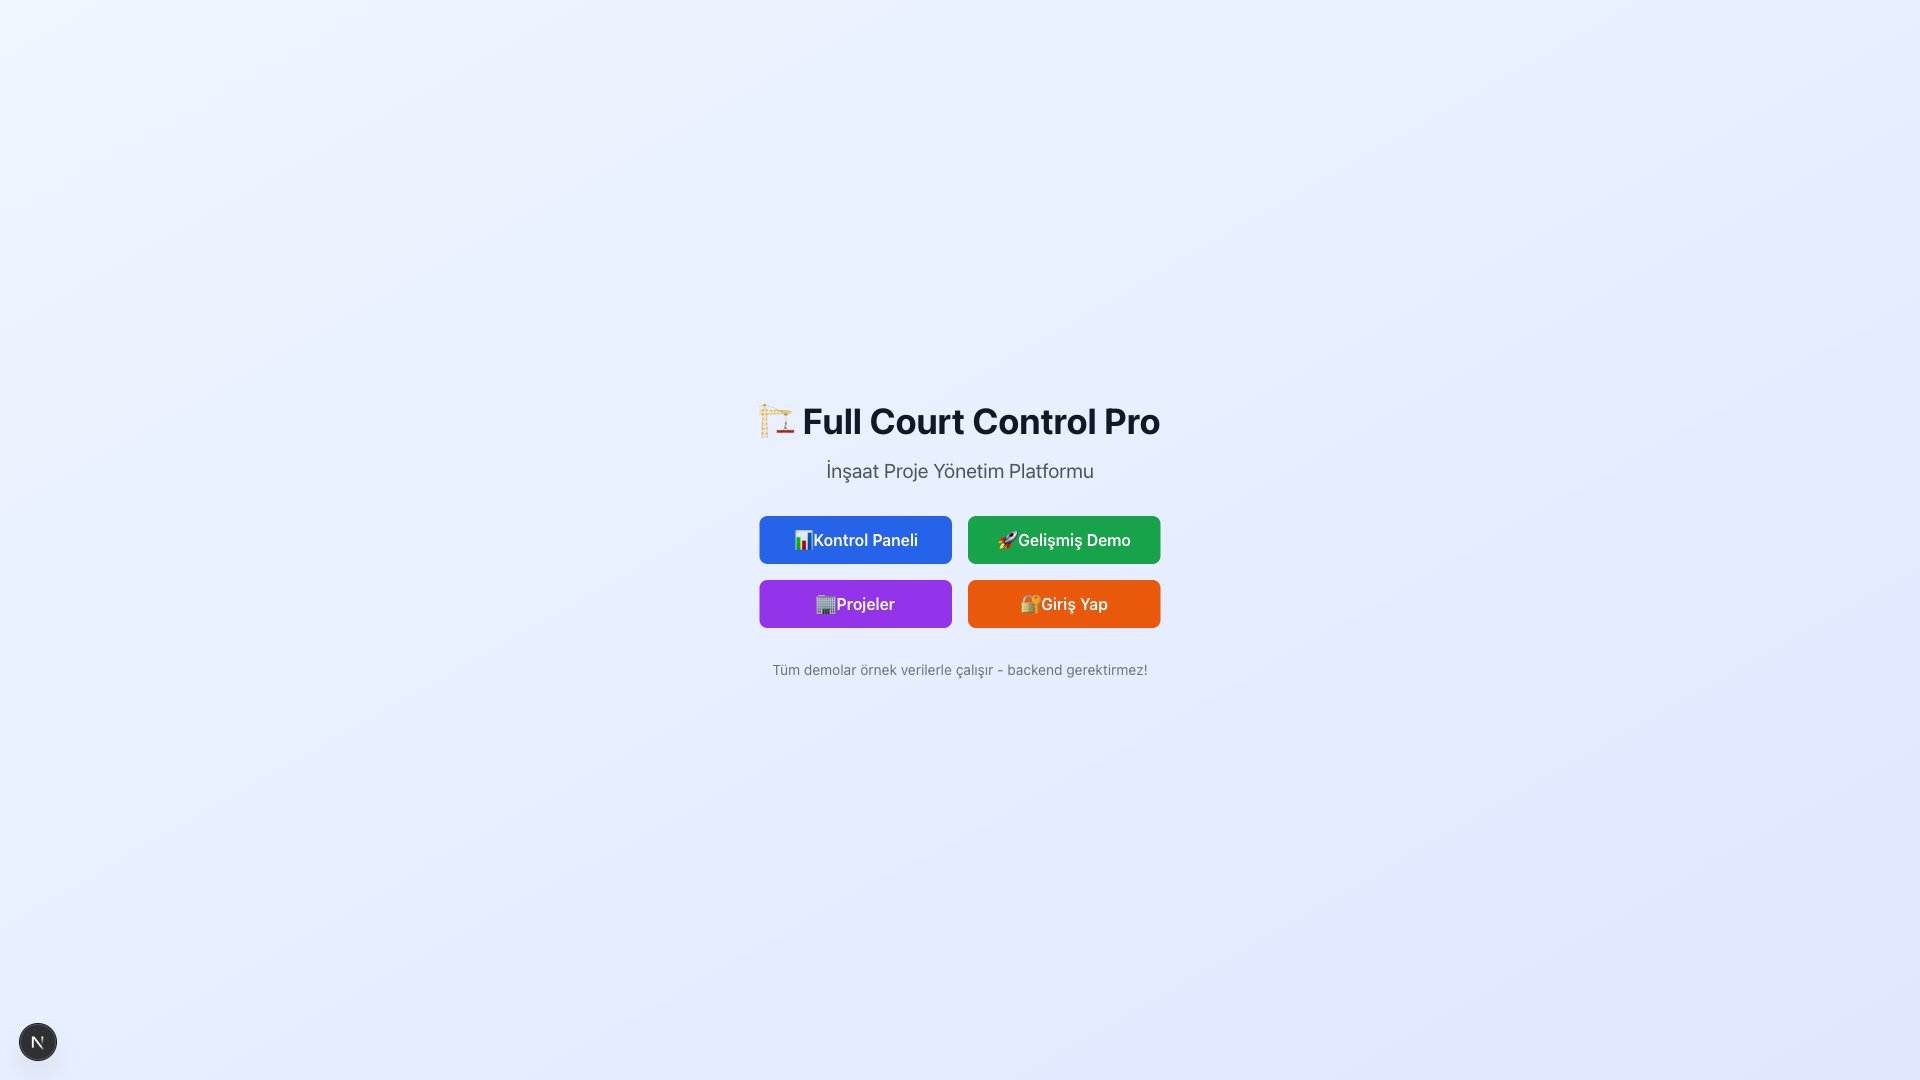 🏗️ Full Court Control Pro
İnşaat Proje Yönetim Platformu
📊Kontrol Paneli
🚀Gelişmiş Demo
🏢Projeler
🔐Giriş Yap
Tüm demolar örnek verilerle çalışır - backend gerektirmez!
N